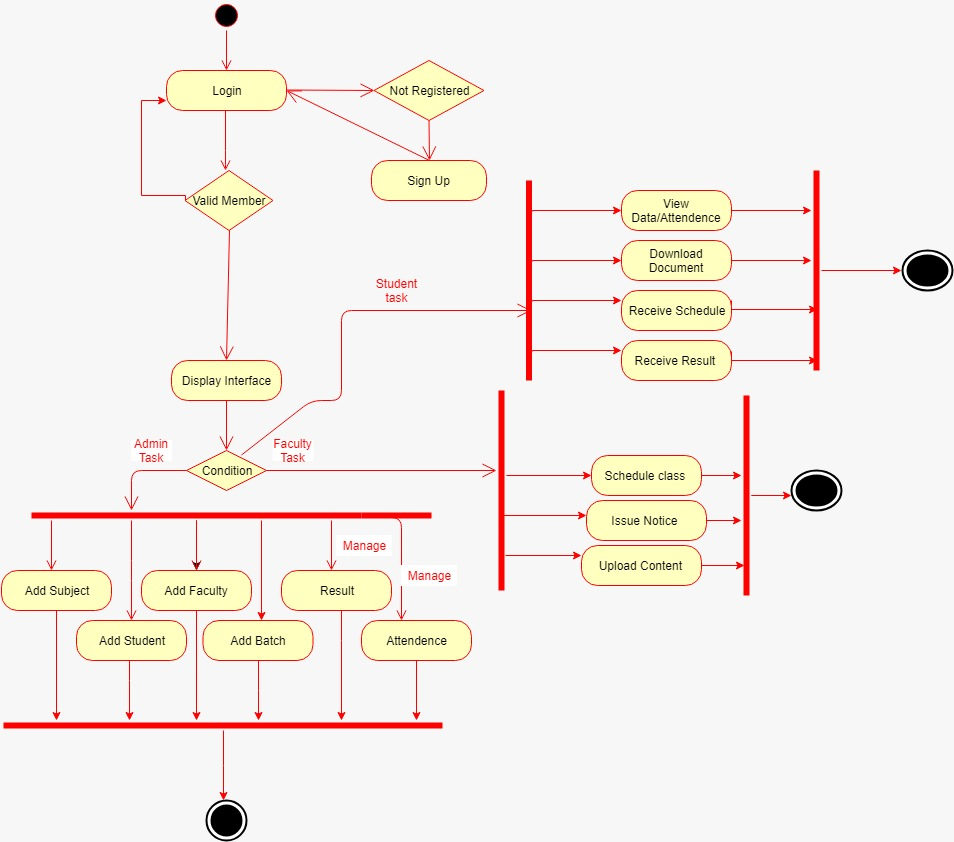 Login
Not Registered
Sign Up
Valid Member
View
Data/Attendence
Download
Document
Receive Schedule
Receive Result
Student
task
Display Interface
Admin
Task
Faculty
Task
Condition
Schedule class
Issue Notice
Upload Content
Manage
Manage
Add Subject
Add Faculty
Result
Add Student
Add Batch
Attendence